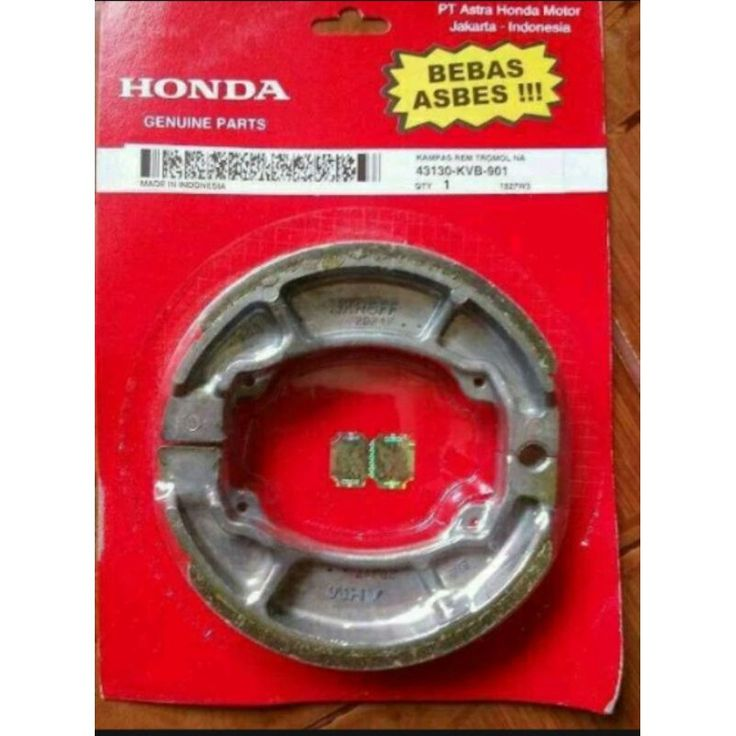 PT Astra Honda Motor
Jakarta - Indonesia
HONDA
GENUINE PARTS
BEBAS
ASBES !!!
KAMPAS REM TROMOL NA
43130-KVB-901
QTY 1
MADE IN INDONESIA